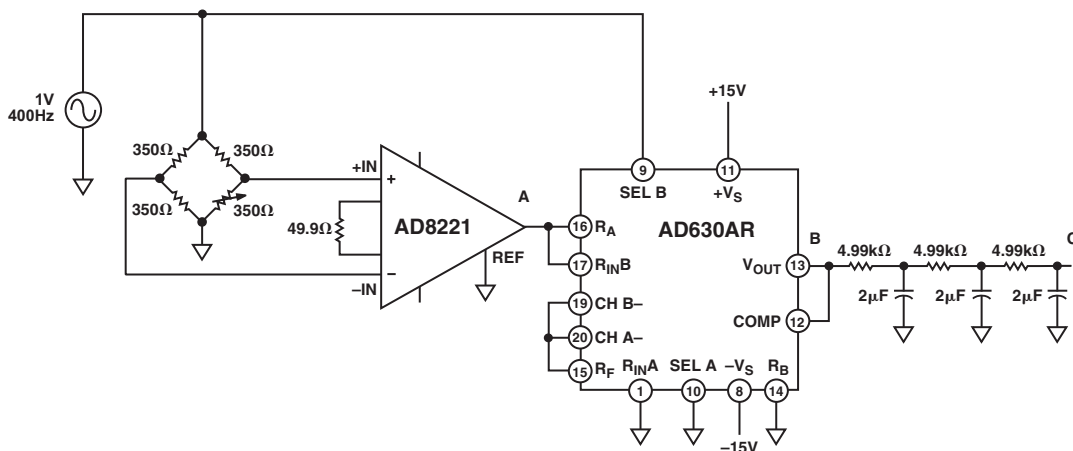 1V
400Hz
350Ω
350Ω
350Ω
350Ω
+IN
+
49.9Ω
AD8221
−
–IN
REF
A
16
RA
17
RINB
19
CH B–
20
CH A–
15
RF
9
SEL B
+15V
11
+VS
AD630AR
B
VOUT
13
COMP
12
RINA
1
SEL A
10
–VS
8
–15V
RB
14
4.99kΩ
4.99kΩ
4.99kΩ
2µF
2µF
2µF